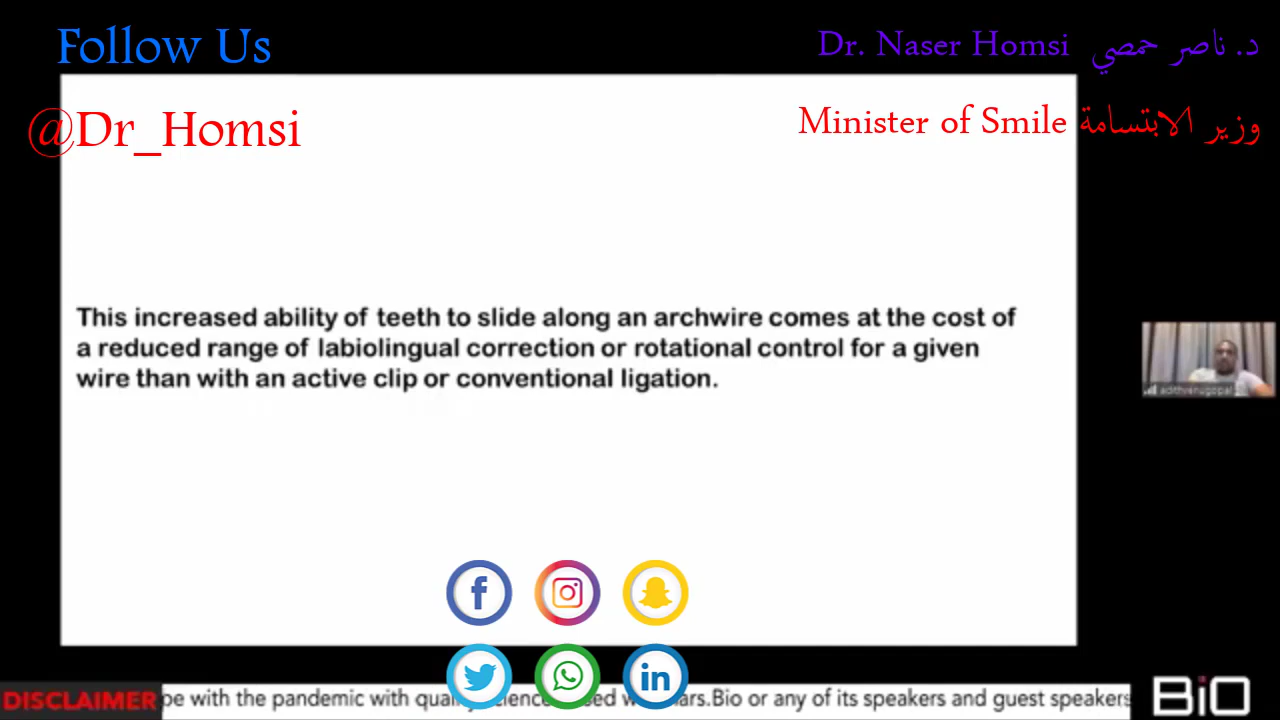 Follow Us
Dr. Naser Homsi د. ناصر حمصي
@Dr_Homsi
Minister of Smile وزير الابتسامة
This increased ability of teeth to slide along an archwire comes at the cost of
a reduced range of labiolingual correction or rotational control for a given
wire than with an active clip or conventional ligation.
adithvenugopal
DISCLAIMER pe with the pandemic with quality science ars.Bio or any of its speakers and guest speakers
BiO